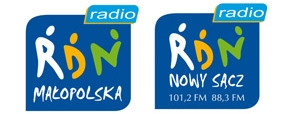 radio
RDN
MAŁOPOLSKA
radio
RDN
NOWY SĄCZ
101,2 FM 88,3 FM